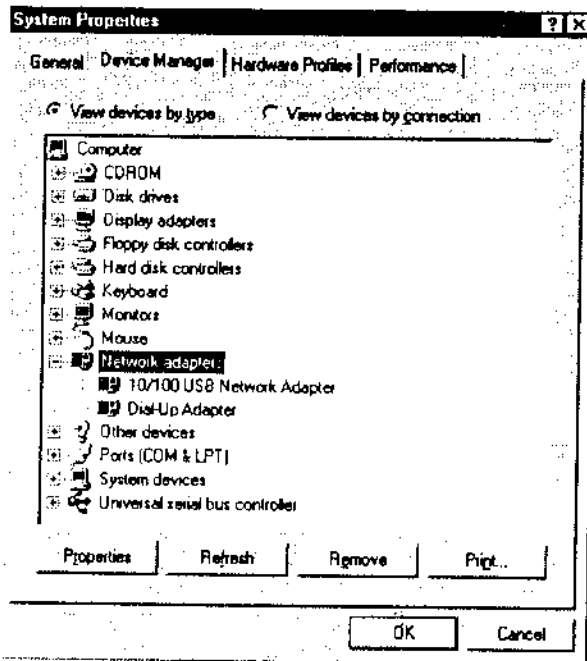 System Properties
General Device Manager Hardware Profiles Performance
View devices by type View devices by connection
Computer
CDROM
Disk drives
Display adapters
Floppy disk controllers
Hard disk controllers
Keyboard
Monitors
Mouse
Network adapters
10/100 USB Network Adapter
Dial-Up Adapter
Other devices
Ports (COM & LPT)
System devices
Universal serial bus controller
Properties Refresh Remove Print...
OK Cancel